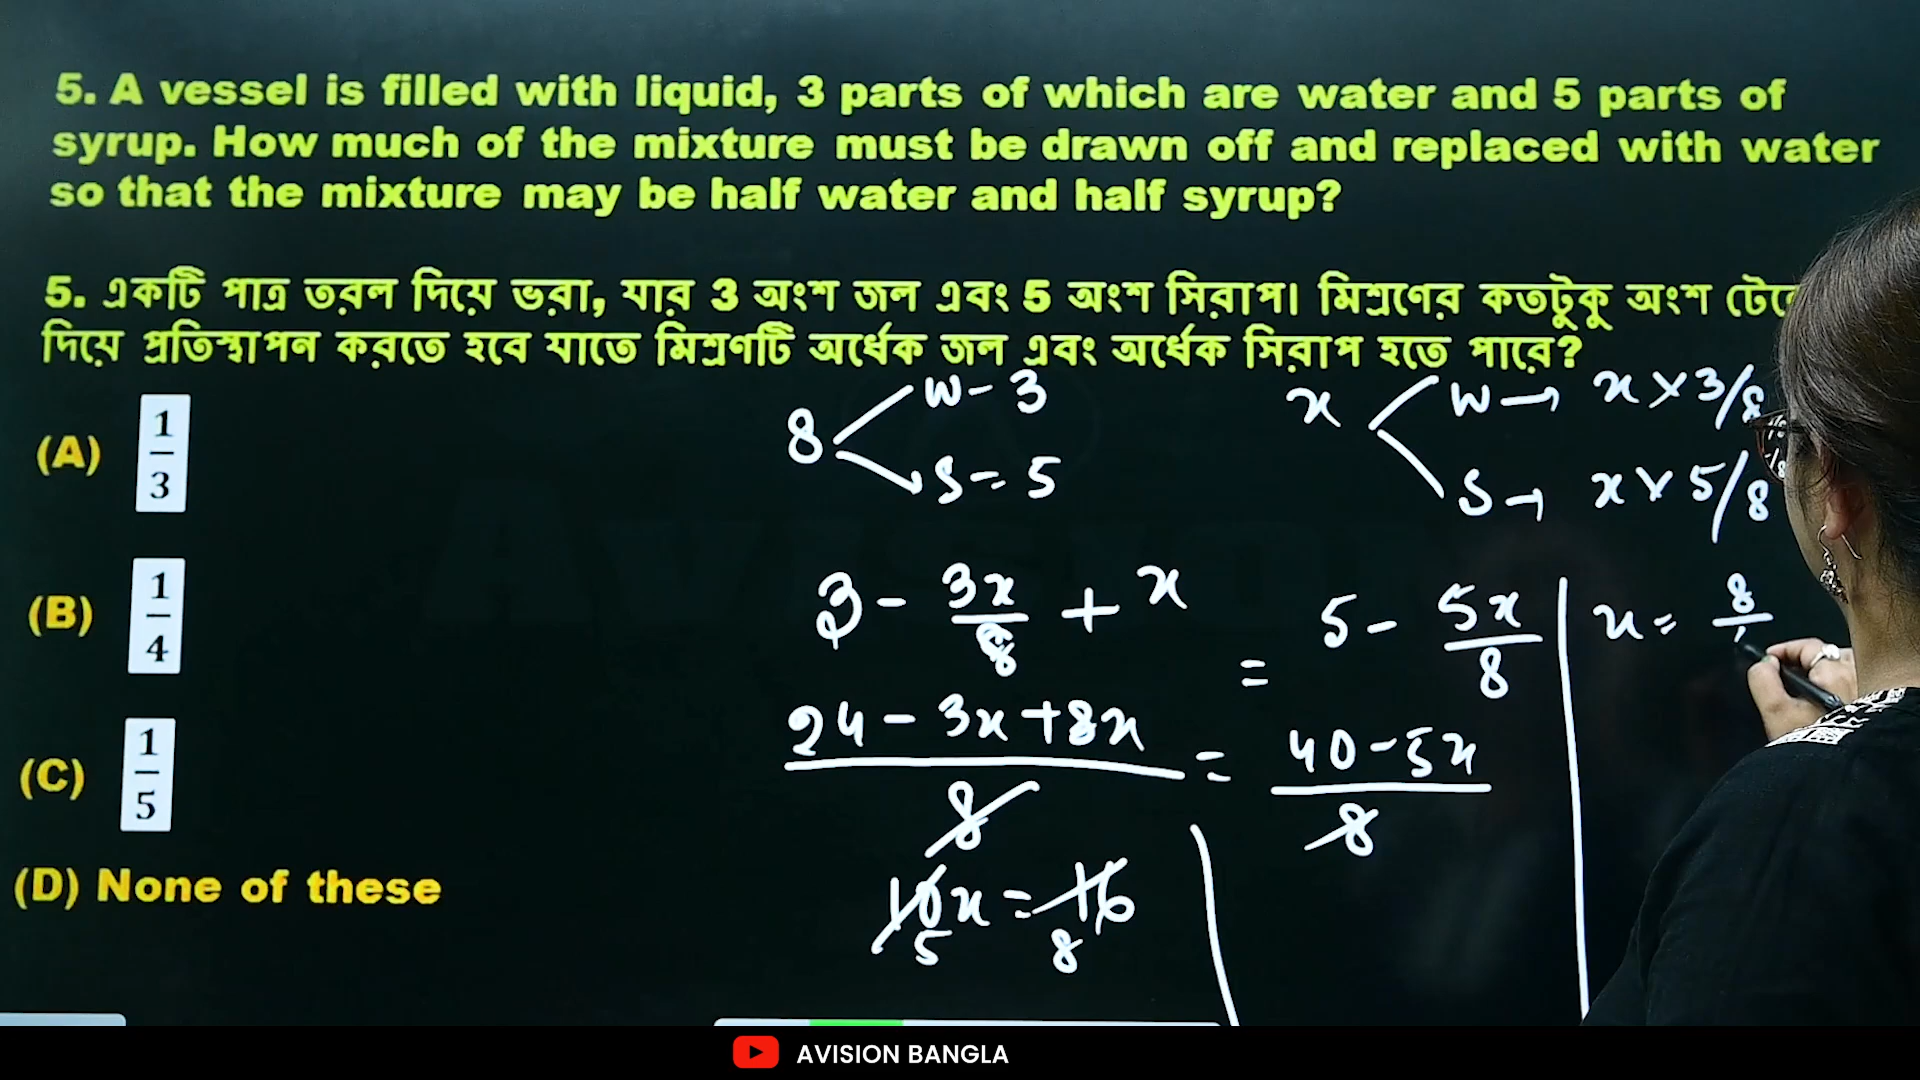 5. A vessel is filled with liquid, 3 parts of which are water and 5 parts of
syrup. How much of the mixture must be drawn off and replaced with water
so that the mixture may be half water and half syrup?
5. একটি পাত্র তরল দিয়ে ভরা, যার 3 অংশ জল এবং 5 অংশ সিরাপ। মিশ্রণের কতটুকু অংশ
দিয়ে প্রতিস্থাপন করতে হবে যাতে মিশ্রণটি অর্ধেক জল এবং অর্ধেক সিরাপ হতে পারে?
(A) 1/3
(B) 1/4
(C) 1/5
(D) None of these
8 W - 3
S = 5
x W → x × 3/8
S → x × 5/8
3 - 3x/8 + x = 5 - 5x/8
24 - 3x + 8x / 8 = 40 - 5x / 8
10x = 16
5 8
x = 8/
AVISION BANGLA